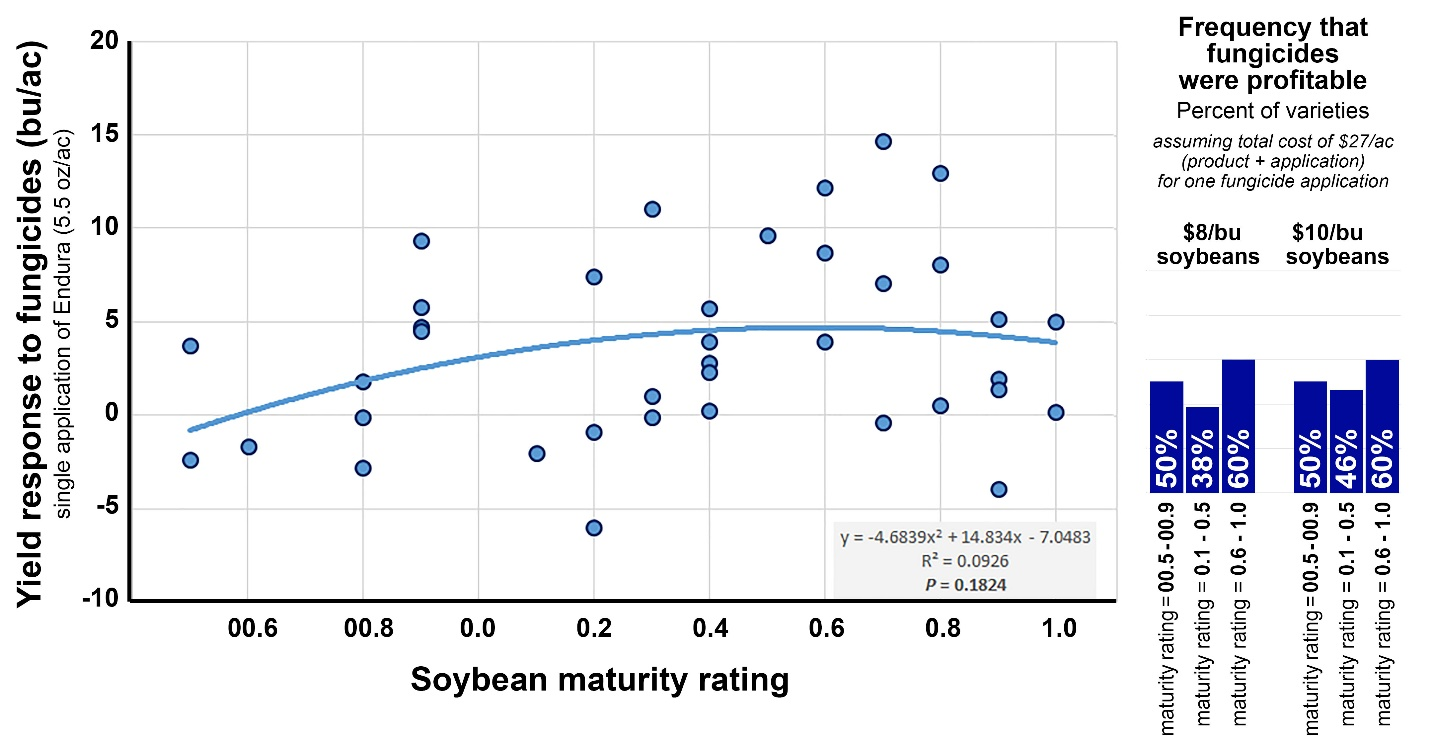 Yield response to fungicides (bu/ac)
single application of Endura (5.5 oz/ac)
20
15
10
5
0
-5
-10
y = -4.6839x² + 14.834x - 7.0483
R² = 0.0926
P = 0.1824
00.6 00.8 0.0 0.2 0.4 0.6 0.8 1.0
Soybean maturity rating
Frequency that
fungicides
were profitable
Percent of varieties
assuming total cost of $27/ac
(product + application)
for one fungicide application
$8/bu
soybeans
$10/bu
soybeans
50%
38%
60%
50%
46%
60%
maturity rating = 00.5 - 00.9
maturity rating = 0.1 - 0.5
maturity rating = 0.6 - 1.0
maturity rating = 00.5 - 00.9
maturity rating = 0.1 - 0.5
maturity rating = 0.6 - 1.0